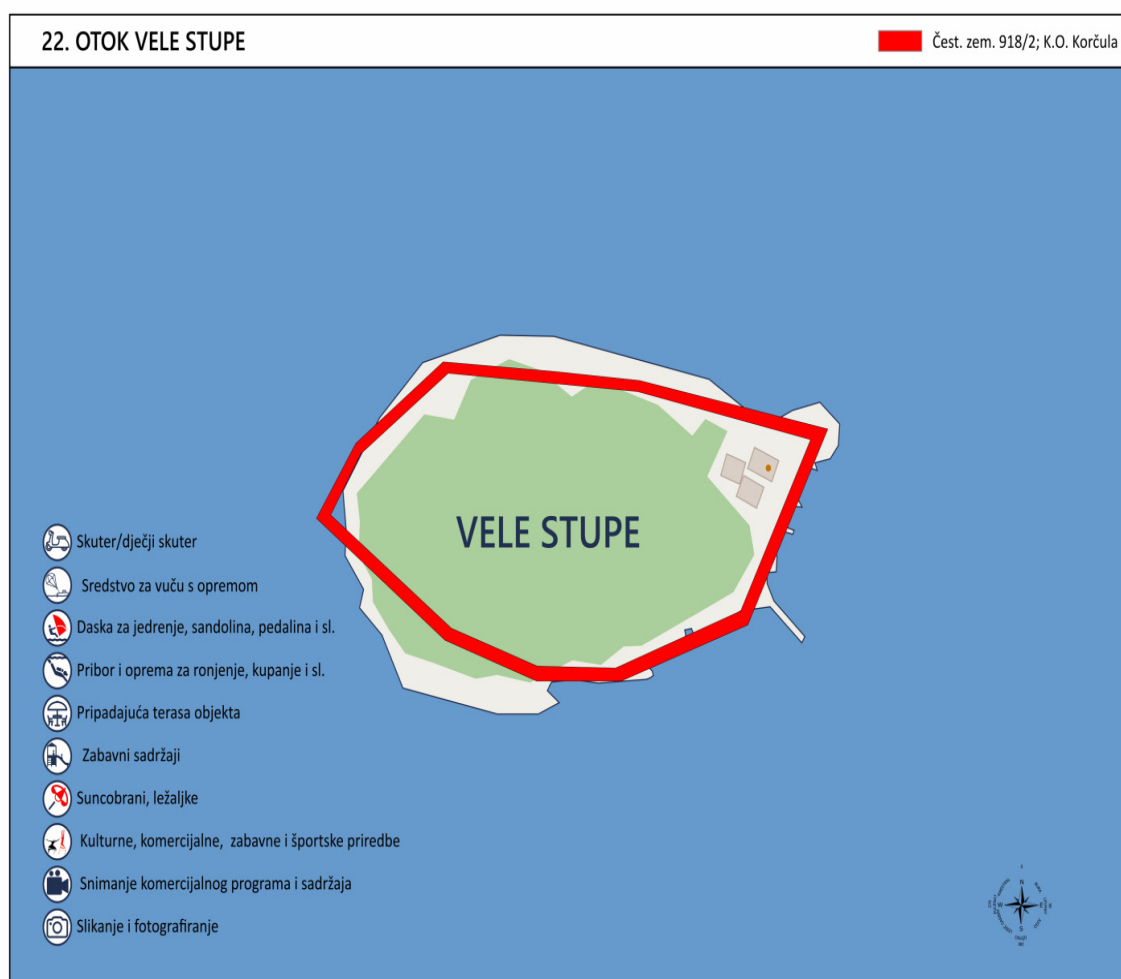 22. OTOK VELE STUPE
Čest. zem. 918/2; K.O. Korčula
VELE STUPE
Skuter/dječji skuter
Sredstvo za vuču s opremom
Daska za jedrenje, sandolina, pedalina i sl.
Pribor i oprema za ronjenje, kupanje i sl.
Pripadajuća terasa objekta
Zabavni sadržaji
Suncobrani, ležaljke
Kulturne, komercijalne, zabavne i športske priredbe
Snimanje komercijalnog programa i sadržaja
Slikanje i fotografiranje
N
W E
S